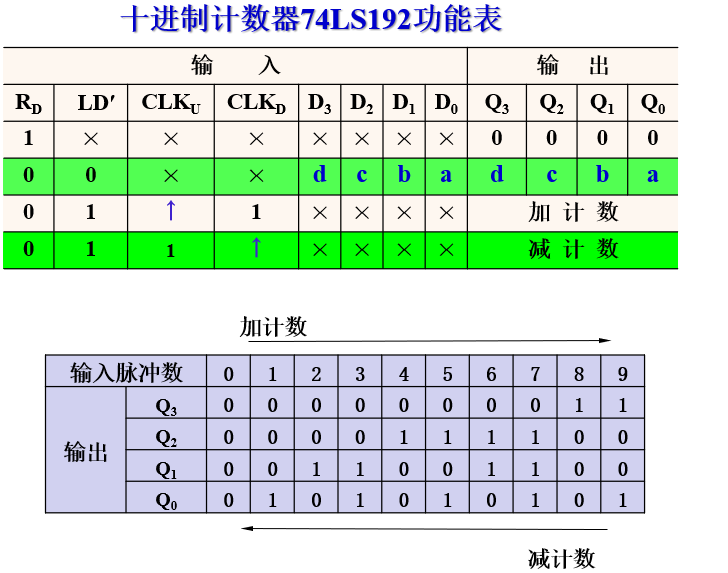 十进制计数器74LS192功能表
输 入 输 出
R_D LD′ CLK_U CLK_D D_3 D_2 D_1 D_0 Q_3 Q_2 Q_1 Q_0
1 × × × × × × × 0 0 0 0
0 0 × × d c b a d c b a
0 1 ↑ 1 × × × × 加 计 数
0 1 1 ↑ × × × × 减 计 数
加计数
输入脉冲数 0 1 2 3 4 5 6 7 8 9
输出
Q_3 0 0 0 0 0 0 0 0 1 1
Q_2 0 0 0 0 1 1 1 1 0 0
Q_1 0 0 1 1 0 0 1 1 0 0
Q_0 0 1 0 1 0 1 0 1 0 1
减计数